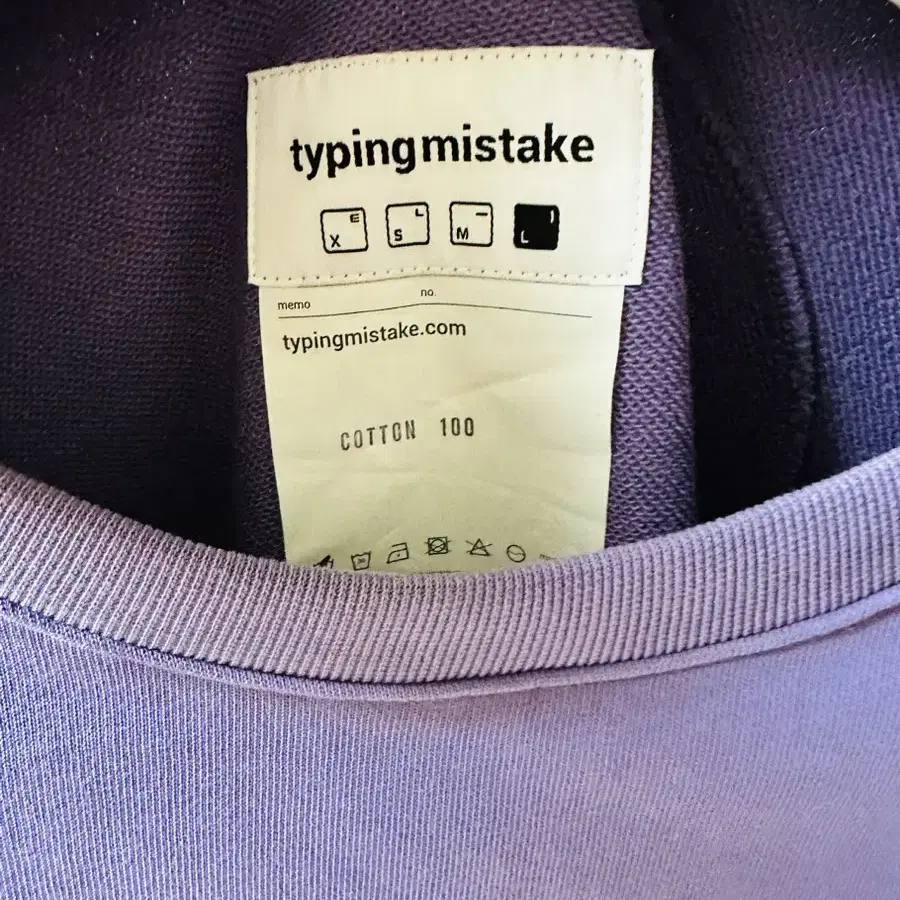 typingmistake
X E S L M ㅡ L ㅣ
memo no.
typingmistake.com
COTTON 100